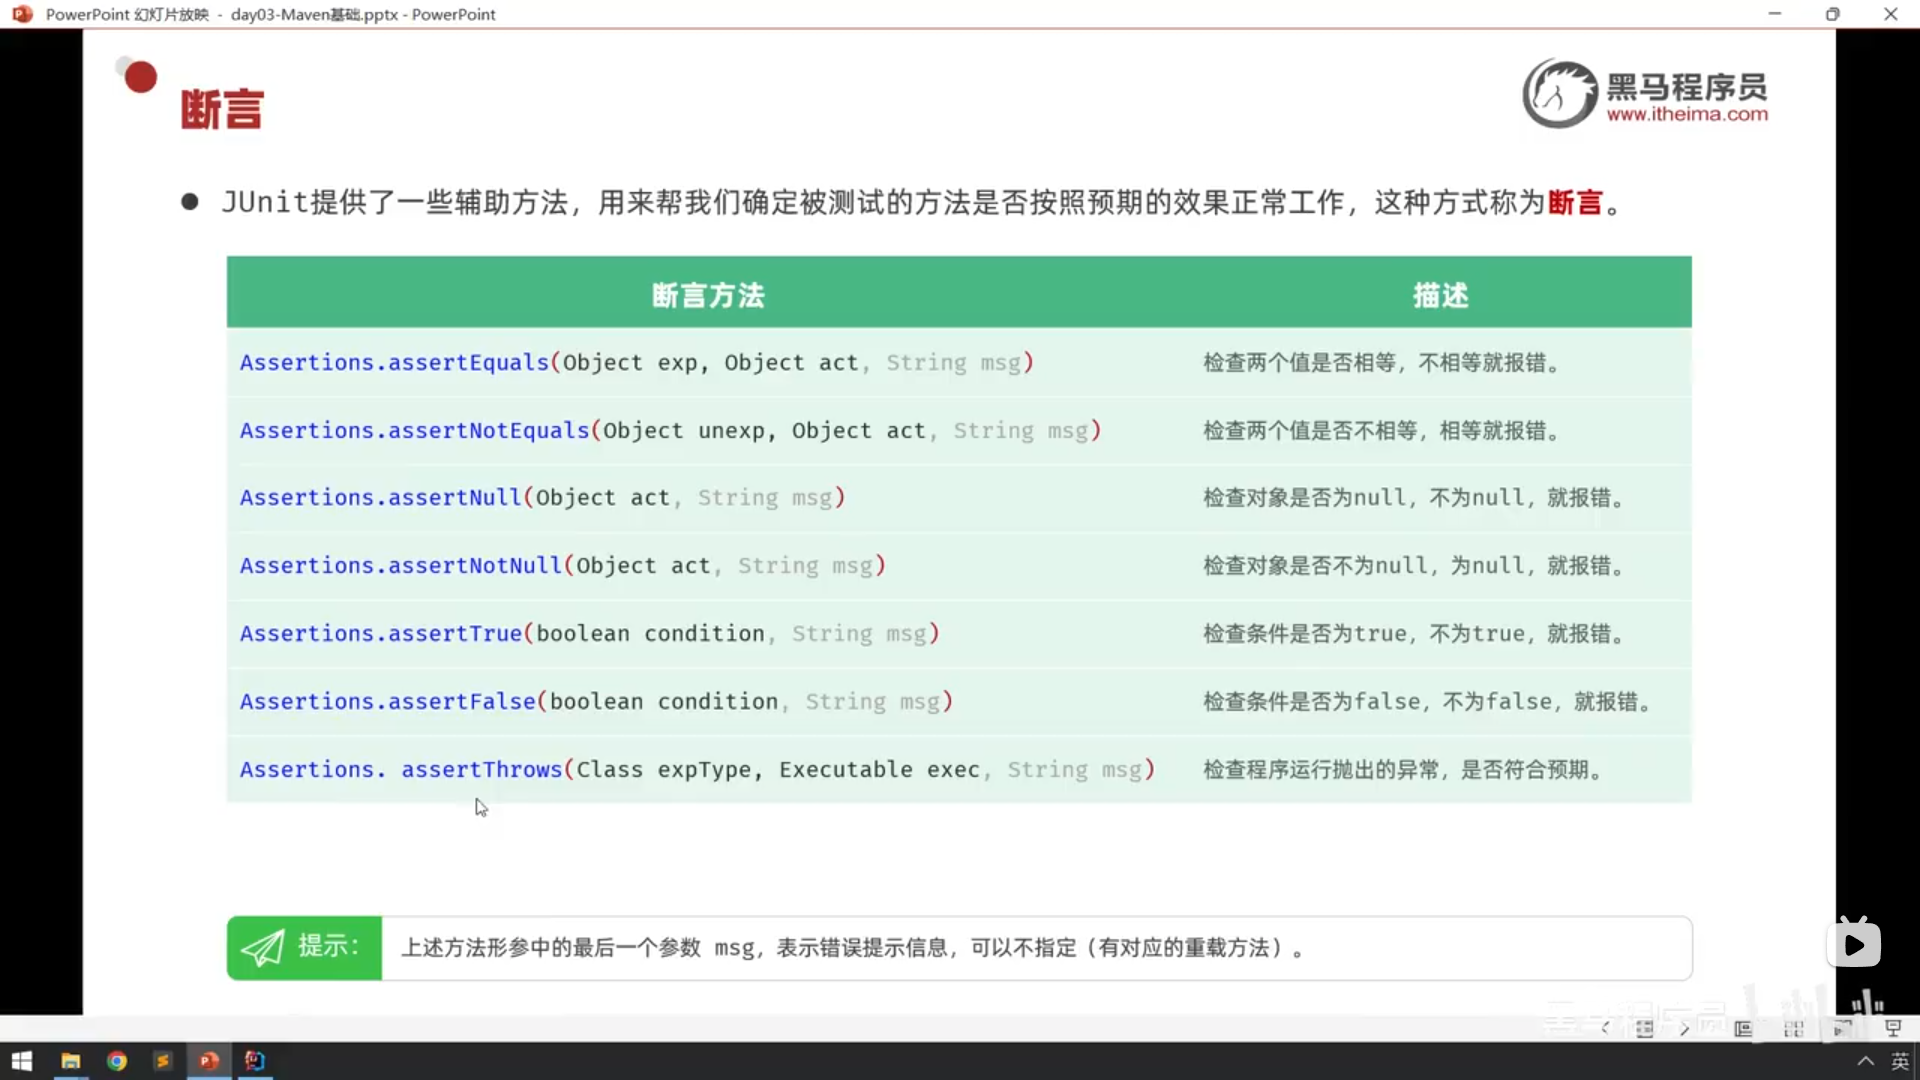 PowerPoint 幻灯片放映 - day03-Maven基础.pptx - PowerPoint
断言
黑马程序员
www.itheima.com
JUnit提供了一些辅助方法，用来帮我们确定被测试的方法是否按照预期的效果正常工作，这种方式称为断言。
断言方法 描述
Assertions.assertEquals(Object exp, Object act, String msg) 检查两个值是否相等，不相等就报错。
Assertions.assertNotEquals(Object unexp, Object act, String msg) 检查两个值是否不相等，相等就报错。
Assertions.assertNull(Object act, String msg) 检查对象是否为null，不为null，就报错。
Assertions.assertNotNull(Object act, String msg) 检查对象是否不为null，为null，就报错。
Assertions.assertTrue(boolean condition, String msg) 检查条件是否为true，不为true，就报错。
Assertions.assertFalse(boolean condition, String msg) 检查条件是否为false，不为false，就报错。
Assertions. assertThrows(Class expType, Executable exec, String msg) 检查程序运行抛出的异常，是否符合预期。
提示：
上述方法形参中的最后一个参数 msg，表示错误提示信息，可以不指定（有对应的重载方法）。
黑马程序员
英